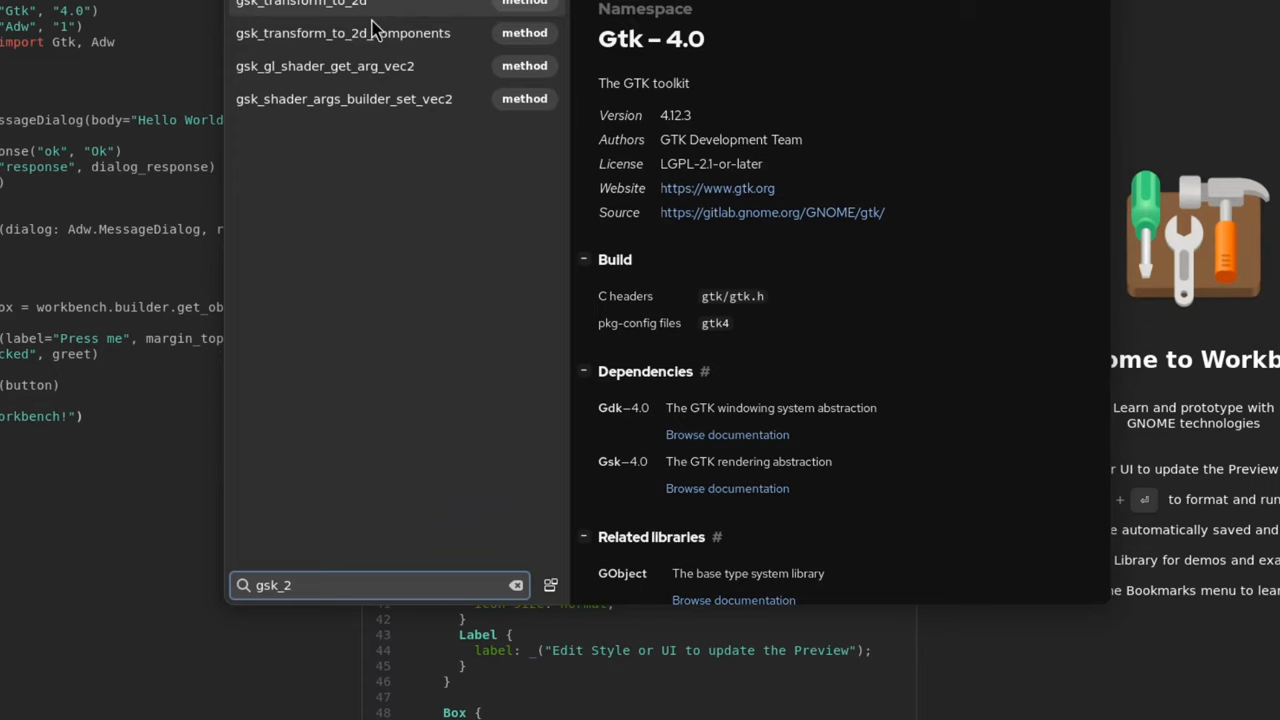 Gtk", "4.0")
"Adw", "1")
import Gtk, Adw
ssageDialog(body="Hello World
onse("ok", "Ok")
"response", dialog_response)
)
(dialog: Adw.MessageDialog, r
ox = workbench.builder.get_ob
(label="Press me", margin_top
cked", greet)
(button)
orkbench!")
gsk_transform_to_2d method
gsk_transform_to_2d_components method
gsk_gl_shader_get_arg_vec2 method
gsk_shader_args_builder_set_vec2 method
gsk_2
Namespace
Gtk – 4.0
The GTK toolkit
Version 4.12.3
Authors GTK Development Team
License LGPL-2.1-or-later
Website https://www.gtk.org
Source https://gitlab.gnome.org/GNOME/gtk/
− Build
C headers gtk/gtk.h
pkg-config files gtk4
− Dependencies #
Gdk–4.0 The GTK windowing system abstraction
Browse documentation
Gsk–4.0 The GTK rendering abstraction
Browse documentation
− Related libraries #
GObject The base type system library
Browse documentation
ome to Workb
Learn and prototype with
GNOME technologies
r UI to update the Preview
+ ⏎ to format and run
e automatically saved and
Library for demos and exa
he Bookmarks menu to lear
42 }
43 Label {
44 label: _("Edit Style or UI to update the Preview");
45 }
46 }
47
48 Box {